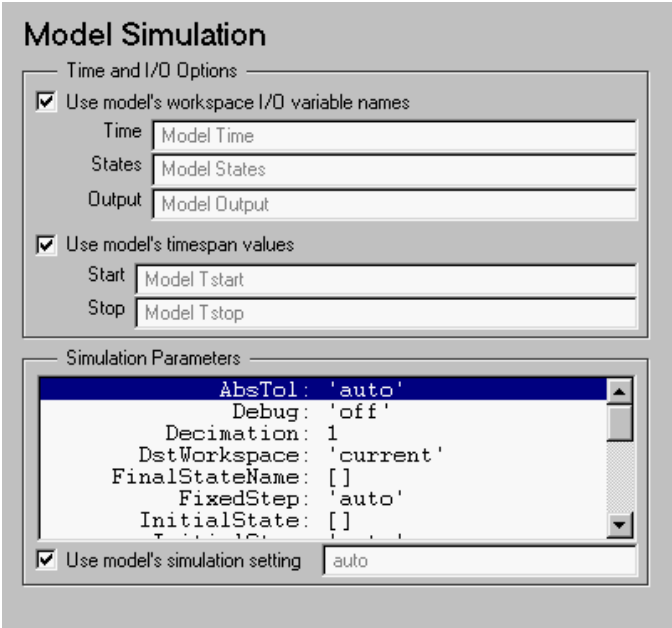 Model Simulation
Time and I/O Options
Use model's workspace I/O variable names
Time Model Time
States Model States
Output Model Output
Use model's timespan values
Start Model Tstart
Stop Model Tstop
Simulation Parameters
AbsTol: 'auto'
Debug: 'off'
Decimation: 1
DstWorkspace: 'current'
FinalStateName: []
FixedStep: 'auto'
InitialState: []
Use model's simulation setting auto